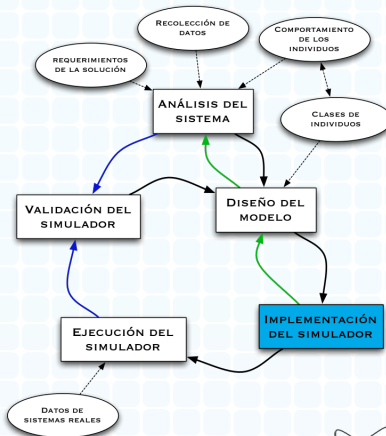 RECOLECCIÓN DE
DATOS
COMPORTAMIENTO
DE LOS
INDIVIDUOS
REQUERIMIENTOS
DE LA SOLUCIÓN
ANÁLISIS DEL
SISTEMA
CLASES DE
INDIVIDUOS
VALIDACIÓN DEL
SIMULADOR
DISEÑO DEL
MODELO
EJECUCIÓN DEL
SIMULADOR
IMPLEMENTACIÓN
DEL SIMULADOR
DATOS DE
SISTEMAS REALES